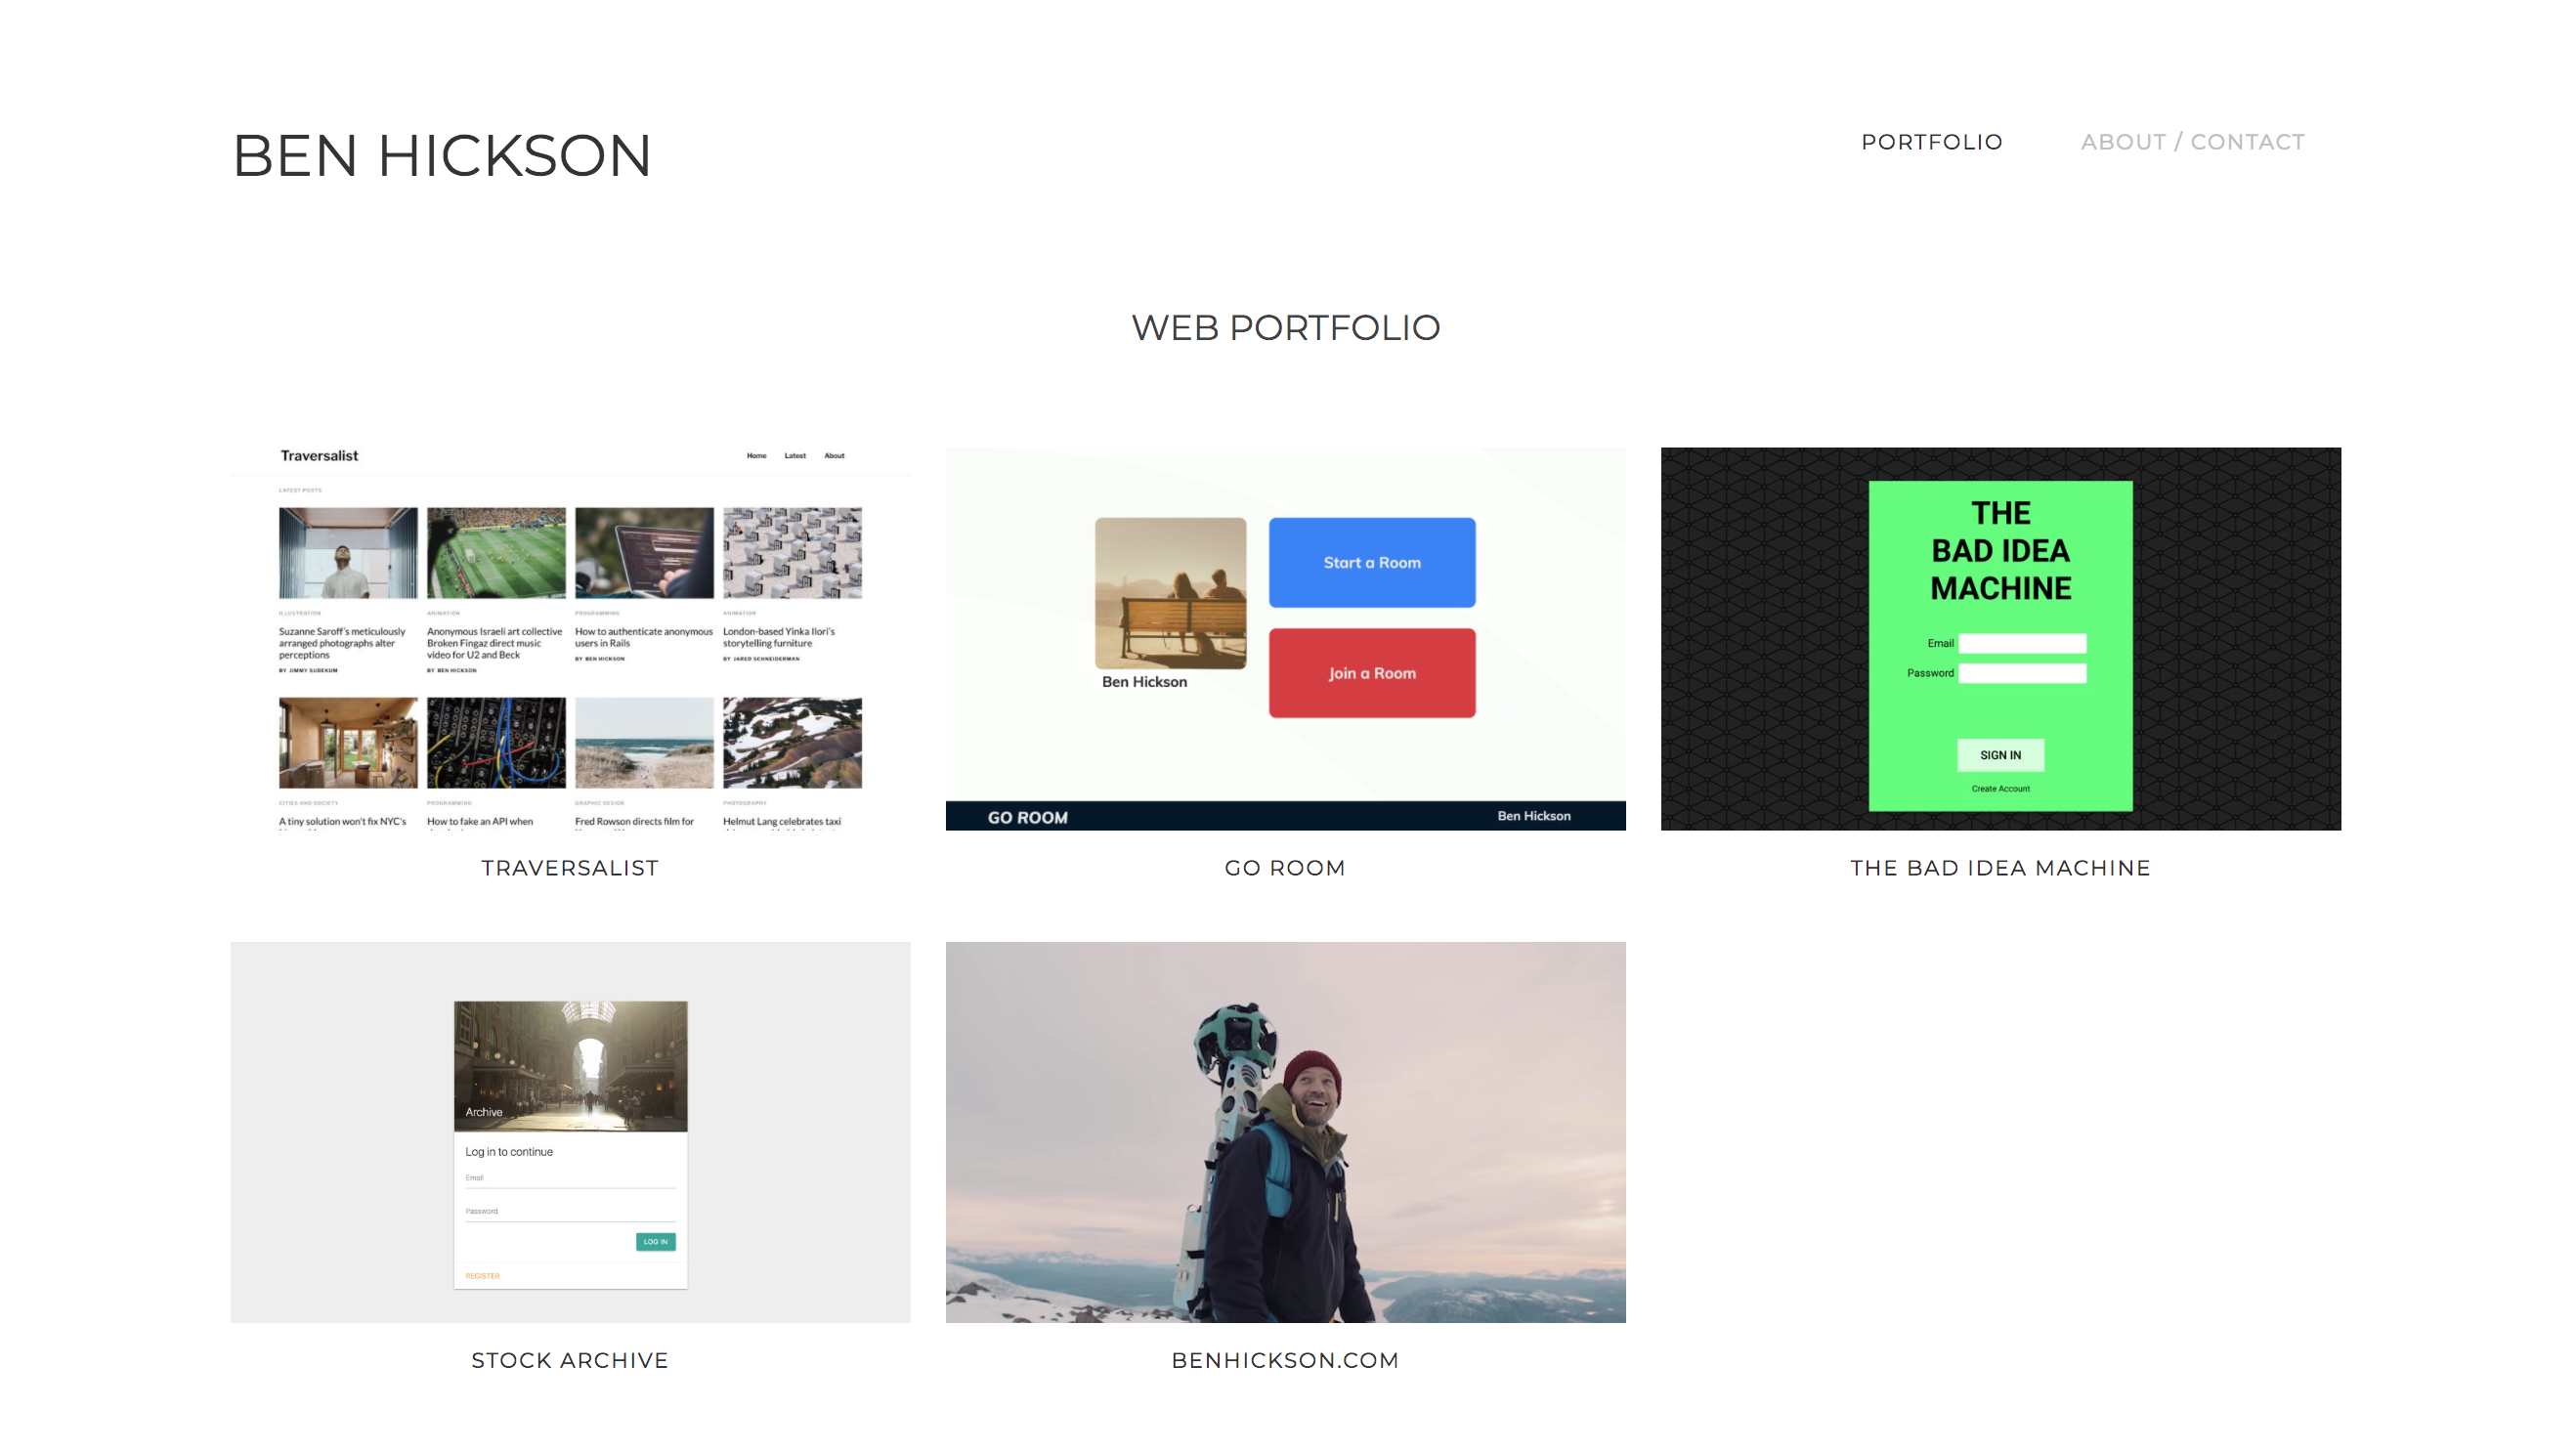 BEN HICKSON
PORTFOLIO
ABOUT / CONTACT
WEB PORTFOLIO
Traversalist
Home
Latest
About
LATEST POSTS
ILLUSTRATION
Suzanne Saroff's meticulously
arranged photographs alter
perceptions
BY JIMMY SUDEKUM
ANIMATION
Anonymous Israeli art collective
Broken Fingaz direct music
video for U2 and Beck
BY BEN HICKSON
PROGRAMMING
How to authenticate anonymous
users in Rails
BY BEN HICKSON
ANIMATION
London-based Yinka Ilori's
storytelling furniture
BY JARED SCHNEIDERMAN
CITIES AND SOCIETY
A tiny solution won't fix NYC's
PROGRAMMING
How to fake an API when
GRAPHIC DESIGN
Fred Rowson directs film for
PHOTOGRAPHY
Helmut Lang celebrates taxi
TRAVERSALIST
Ben Hickson
Start a Room
Join a Room
GO ROOM
Ben Hickson
GO ROOM
THE
BAD IDEA
MACHINE
Email
Password
SIGN IN
Create Account
THE BAD IDEA MACHINE
Archive
Log in to continue
Email
Password
LOG IN
REGISTER
STOCK ARCHIVE
BENHICKSON.COM